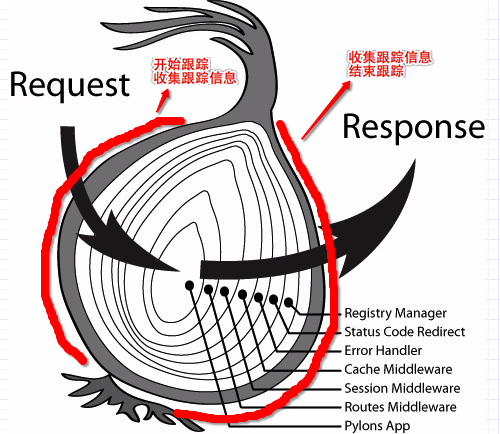 开始跟踪
收集跟踪信息
收集跟踪信息
结束跟踪
Request
Response
Registry Manager
Status Code Redirect
Error Handler
Cache Middleware
Session Middleware
Routes Middleware
Pylons App